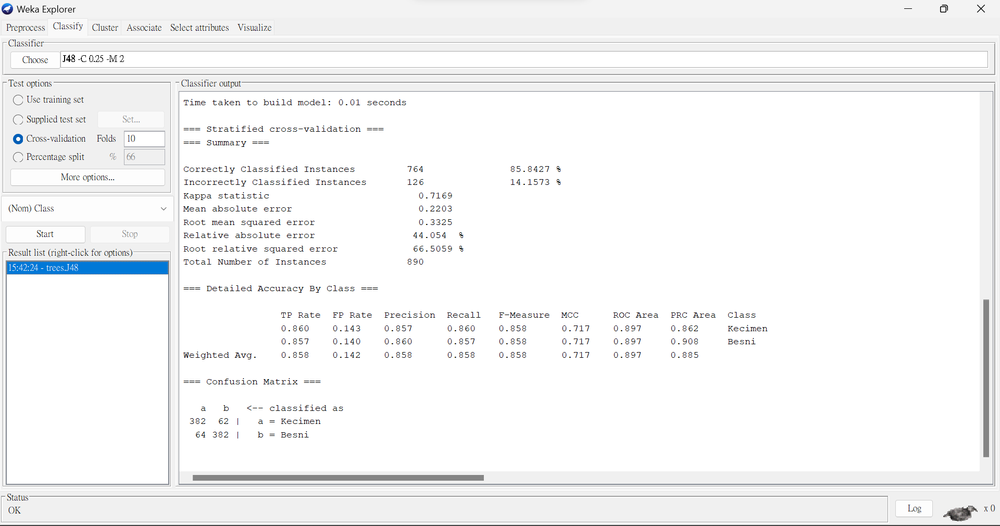 Weka Explorer
Preprocess Classify Cluster Associate Select attributes Visualize
Classifier
Choose J48 -C 0.25 -M 2
Test options
Use training set
Supplied test set Set...
Cross-validation Folds 10
Percentage split % 66
More options...
(Nom) Class
Start Stop
Result list (right-click for options)
15:42:24 - trees.J48
Classifier output
Time taken to build model: 0.01 seconds
=== Stratified cross-validation ===
=== Summary ===
Correctly Classified Instances 764 85.8427 %
Incorrectly Classified Instances 126 14.1573 %
Kappa statistic 0.7169
Mean absolute error 0.2203
Root mean squared error 0.3325
Relative absolute error 44.054 %
Root relative squared error 66.5059 %
Total Number of Instances 890
=== Detailed Accuracy By Class ===
TP Rate FP Rate Precision Recall F-Measure MCC ROC Area PRC Area Class
0.860 0.143 0.857 0.860 0.858 0.717 0.897 0.862 Kecimen
0.857 0.140 0.860 0.857 0.858 0.717 0.897 0.908 Besni
Weighted Avg. 0.858 0.142 0.858 0.858 0.858 0.717 0.897 0.885
=== Confusion Matrix ===
a b <-- classified as
382 62 | a = Kecimen
64 382 | b = Besni
Status
OK
Log x 0